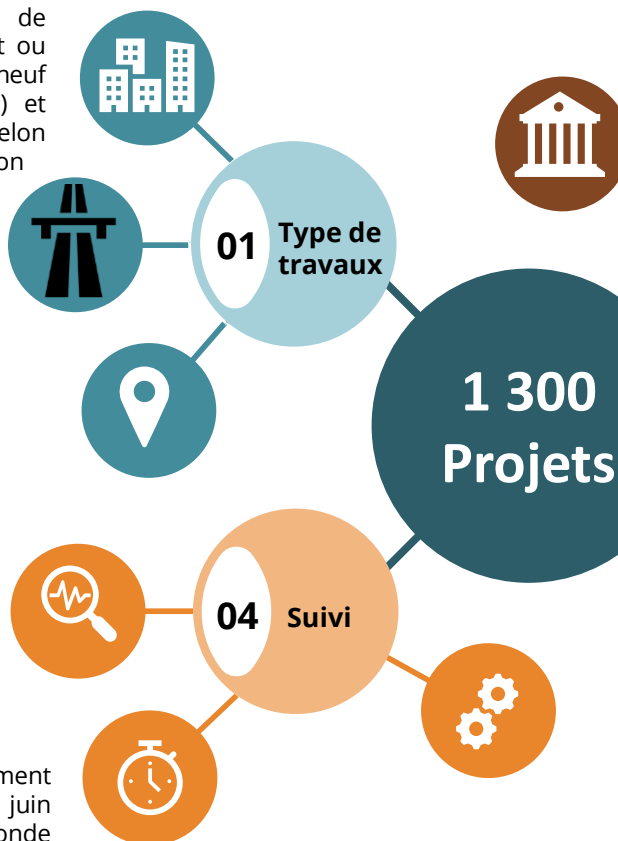 de
t ou
neuf
) et
elon
on
01
Type de
travaux
1 300
Projets
04
Suivi
ment
juin
onde